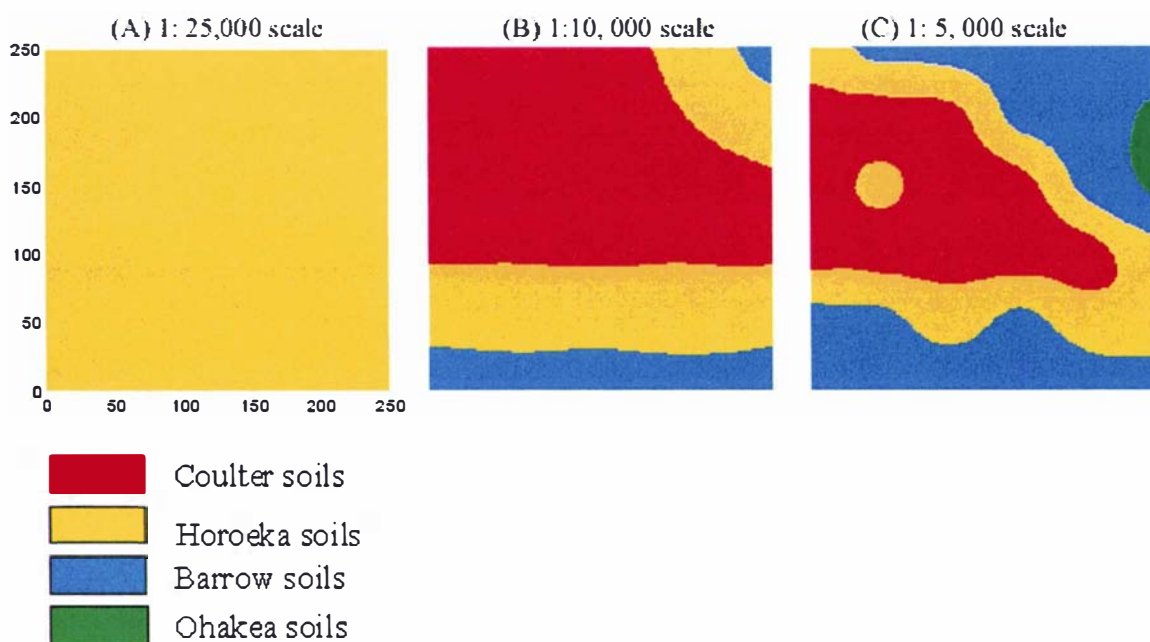 (A) 1: 25,000 scale
(B) 1:10, 000 scale
(C) 1: 5, 000 scale
250
200
150
100
50
0
0 50 100 150 200 250
Coulter soils
Horoeka soils
Barrow soils
Ohakea soils